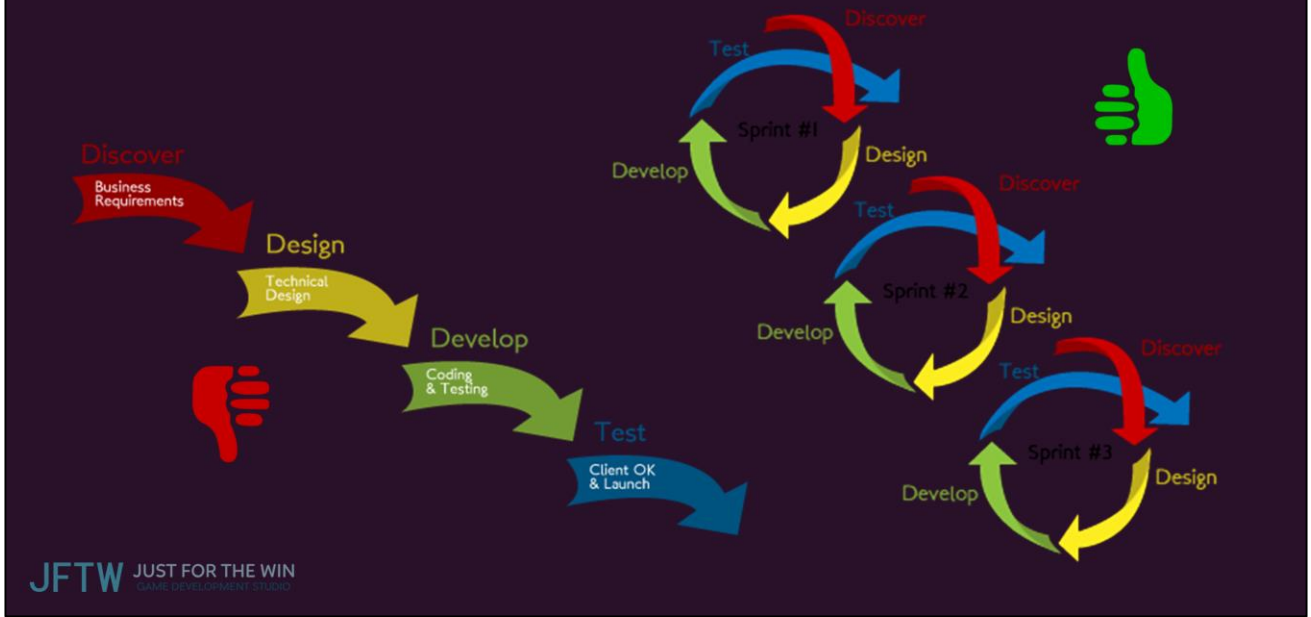 Discover
Business
Requirements
Design
Technical
Design
Develop
Coding
& Testing
Test
Client OK
& Launch
Discover
Test
Sprint #1
Design
Develop
Discover
Test
Sprint #2
Design
Develop
Discover
Test
Sprint #3
Design
Develop
JFTW JUST FOR THE WIN
GAME DEVELOPMENT STUDIO